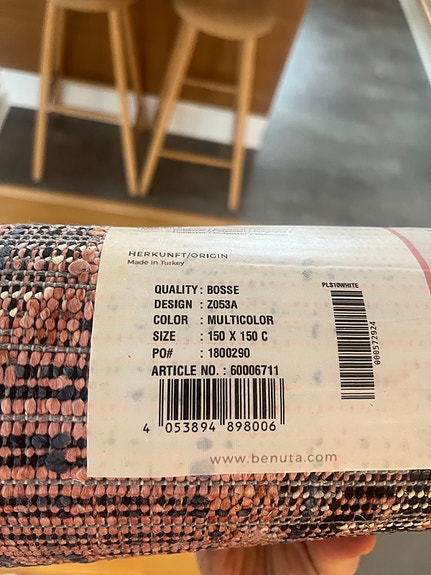 HERKUNFT/ORIGIN
Made in Turkey
QUALITY : BOSSE
DESIGN : Z053A
COLOR : MULTICOLOR
SIZE : 150 X 150 C
PO# : 1800290
ARTICLE NO. : 60006711
4 053894 898006
www.benuta.com
PLS10WHITE
000572924